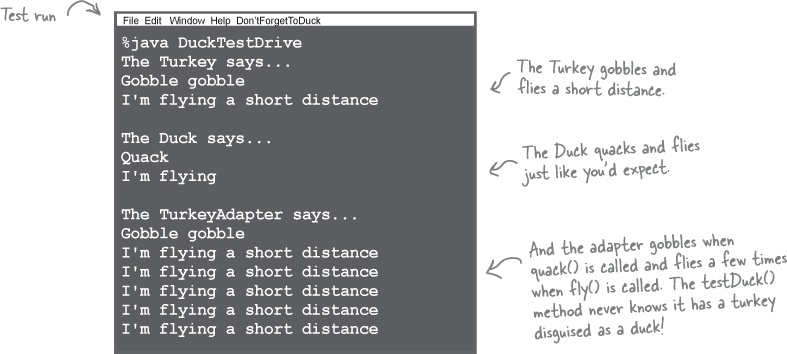 Test run
File Edit Window Help Don'tForgetToDuck
%java DuckTestDrive
The Turkey says...
Gobble gobble
I'm flying a short distance
The Turkey gobbles and
flies a short distance.
The Duck says...
Quack
I'm flying
The Duck quacks and flies
just like you'd expect.
The TurkeyAdapter says...
Gobble gobble
I'm flying a short distance
I'm flying a short distance
I'm flying a short distance
I'm flying a short distance
I'm flying a short distance
And the adapter gobbles when
quack() is called and flies a few times
when fly() is called. The testDuck()
method never knows it has a turkey
disguised as a duck!